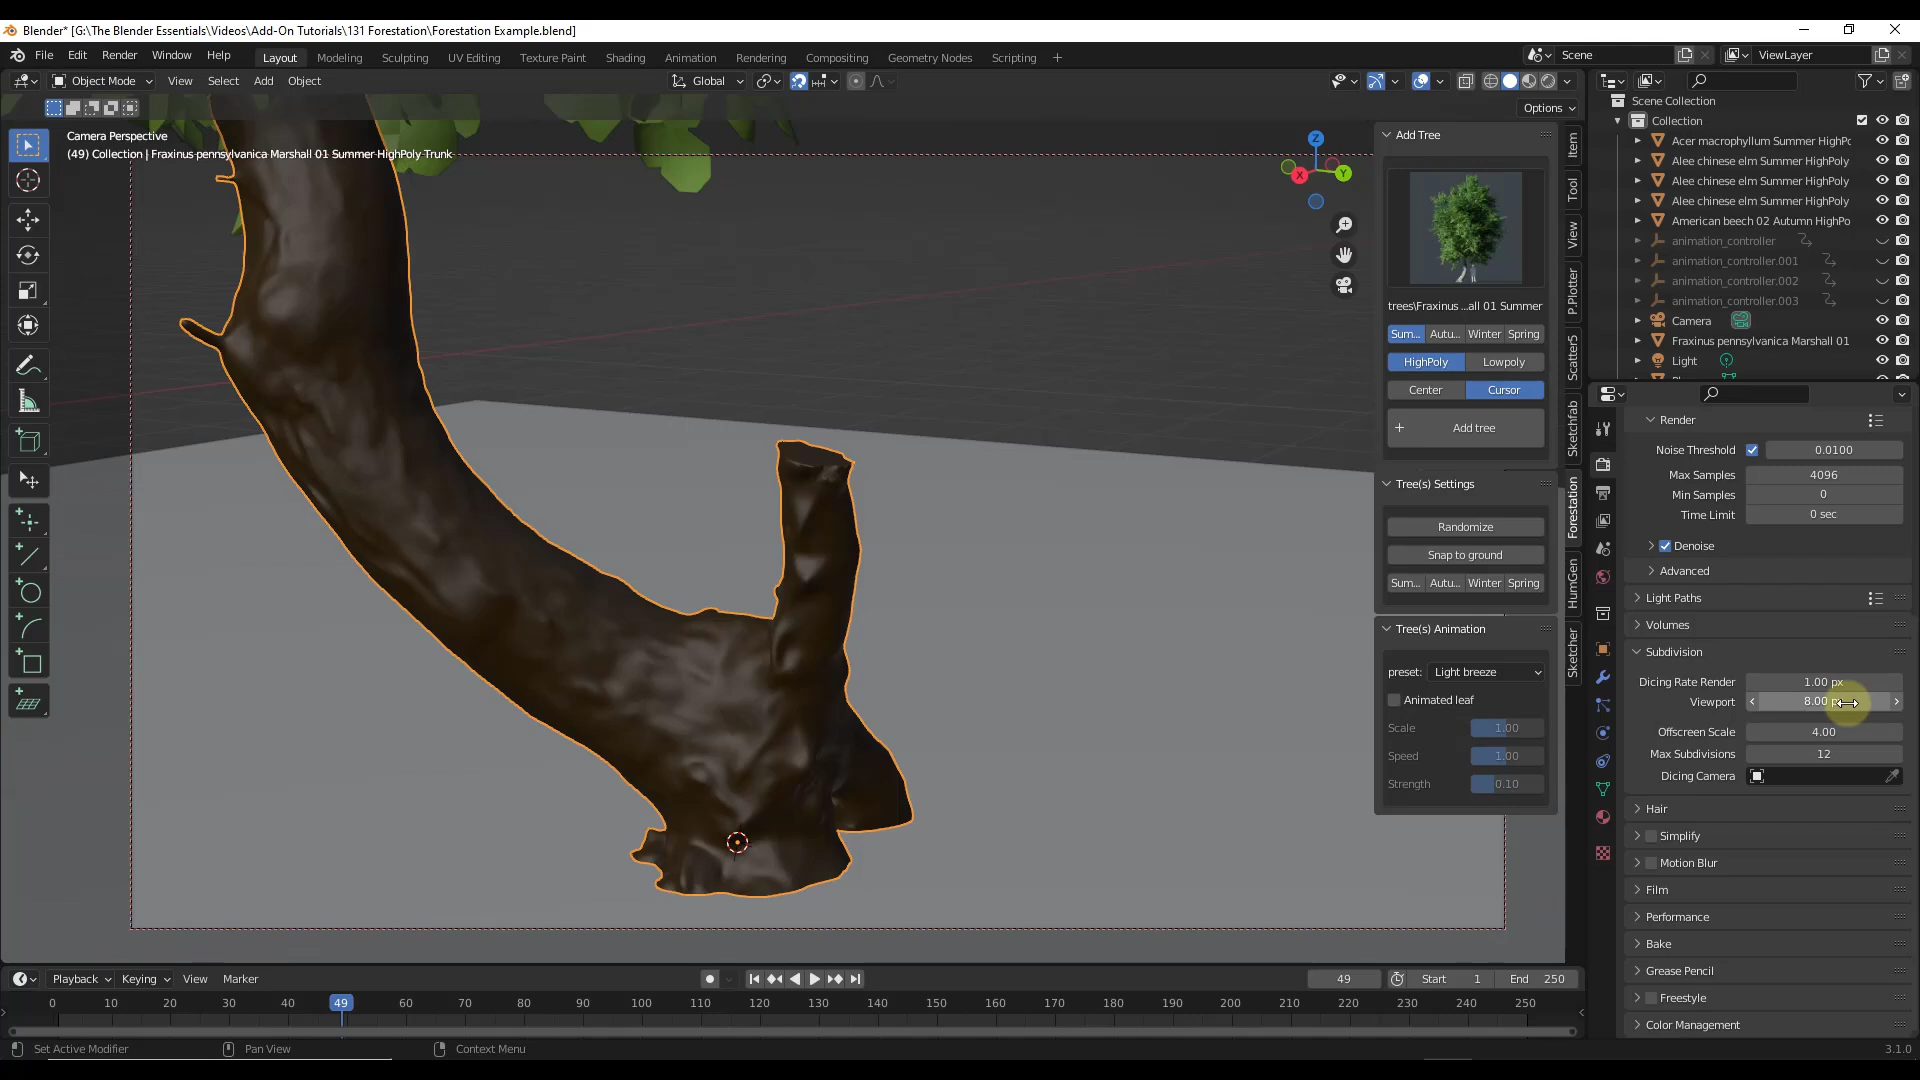 Blender* [G:\The Blender Essentials\Videos\Add-On Tutorials\131 Forestation\Forestation Example.blend]
File Edit Render Window Help Layout Modeling Sculpting UV Editing Texture Paint Shading Animation Rendering Compositing Geometry Nodes Scripting + Scene ViewLayer
Object Mode View Select Add Object Global
Options
Camera Perspective
(49) Collection | Fraxinus pennsylvanica Marshall 01 Summer HighPoly Trunk
Z
X
Y
Add Tree
trees\Fraxinus ...all 01 Summer
Sum... Autu... Winter Spring
HighPoly Lowpoly
Center Cursor
+ Add tree
Tree(s) Settings
Randomize
Snap to ground
Sum... Autu... Winter Spring
Tree(s) Animation
preset: Light breeze
Animated leaf
Scale 1.00
Speed 1.00
Strength 0.10
Item
Tool
View
P.Plotter
Scatter5
Sketchfab
Forestation
HumGen
Sketcher
Scene Collection
Collection
Acer macrophyllum Summer HighPo
Alee chinese elm Summer HighPoly
Alee chinese elm Summer HighPoly
Alee chinese elm Summer HighPoly
American beech 02 Autumn HighPo
animation_controller
animation_controller.001
animation_controller.002
animation_controller.003
Camera
Fraxinus pennsylvanica Marshall 01
Light
Render
Noise Threshold 0.0100
Max Samples 4096
Min Samples 0
Time Limit 0 sec
Denoise
Advanced
Light Paths
Volumes
Subdivision
Dicing Rate Render 1.00 px
Viewport 8.00
Offscreen Scale 4.00
Max Subdivisions 12
Dicing Camera
Hair
Simplify
Motion Blur
Film
Performance
Bake
Grease Pencil
Freestyle
Color Management
Playback Keying View Marker 49 Start 1 End 250
0 10 20 30 40 49 60 70 80 90 100 110 120 130 140 150 160 170 180 190 200 210 220 230 240 250
Set Active Modifier Pan View Context Menu 3.1.0